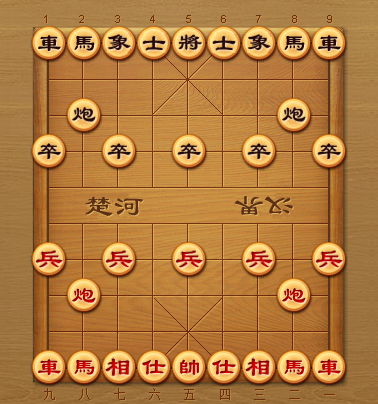 1 2 3 4 5 6 7 8 9
車 馬 象 士 將 士 象 馬 車
炮 炮
卒 卒 卒 卒 卒
楚河 汉界
兵 兵 兵 兵 兵
炮 炮
車 馬 相 仕 帥 仕 相 馬 車
九 八 七 六 五 四 三 二 一